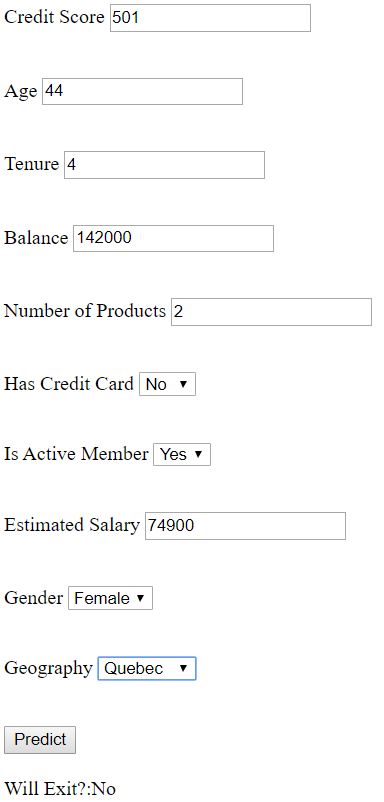 Credit Score 501
Age 44
Tenure 4
Balance 142000
Number of Products 2
Has Credit Card No
Is Active Member Yes
Estimated Salary 74900
Gender Female
Geography Quebec
Predict
Will Exit?:No